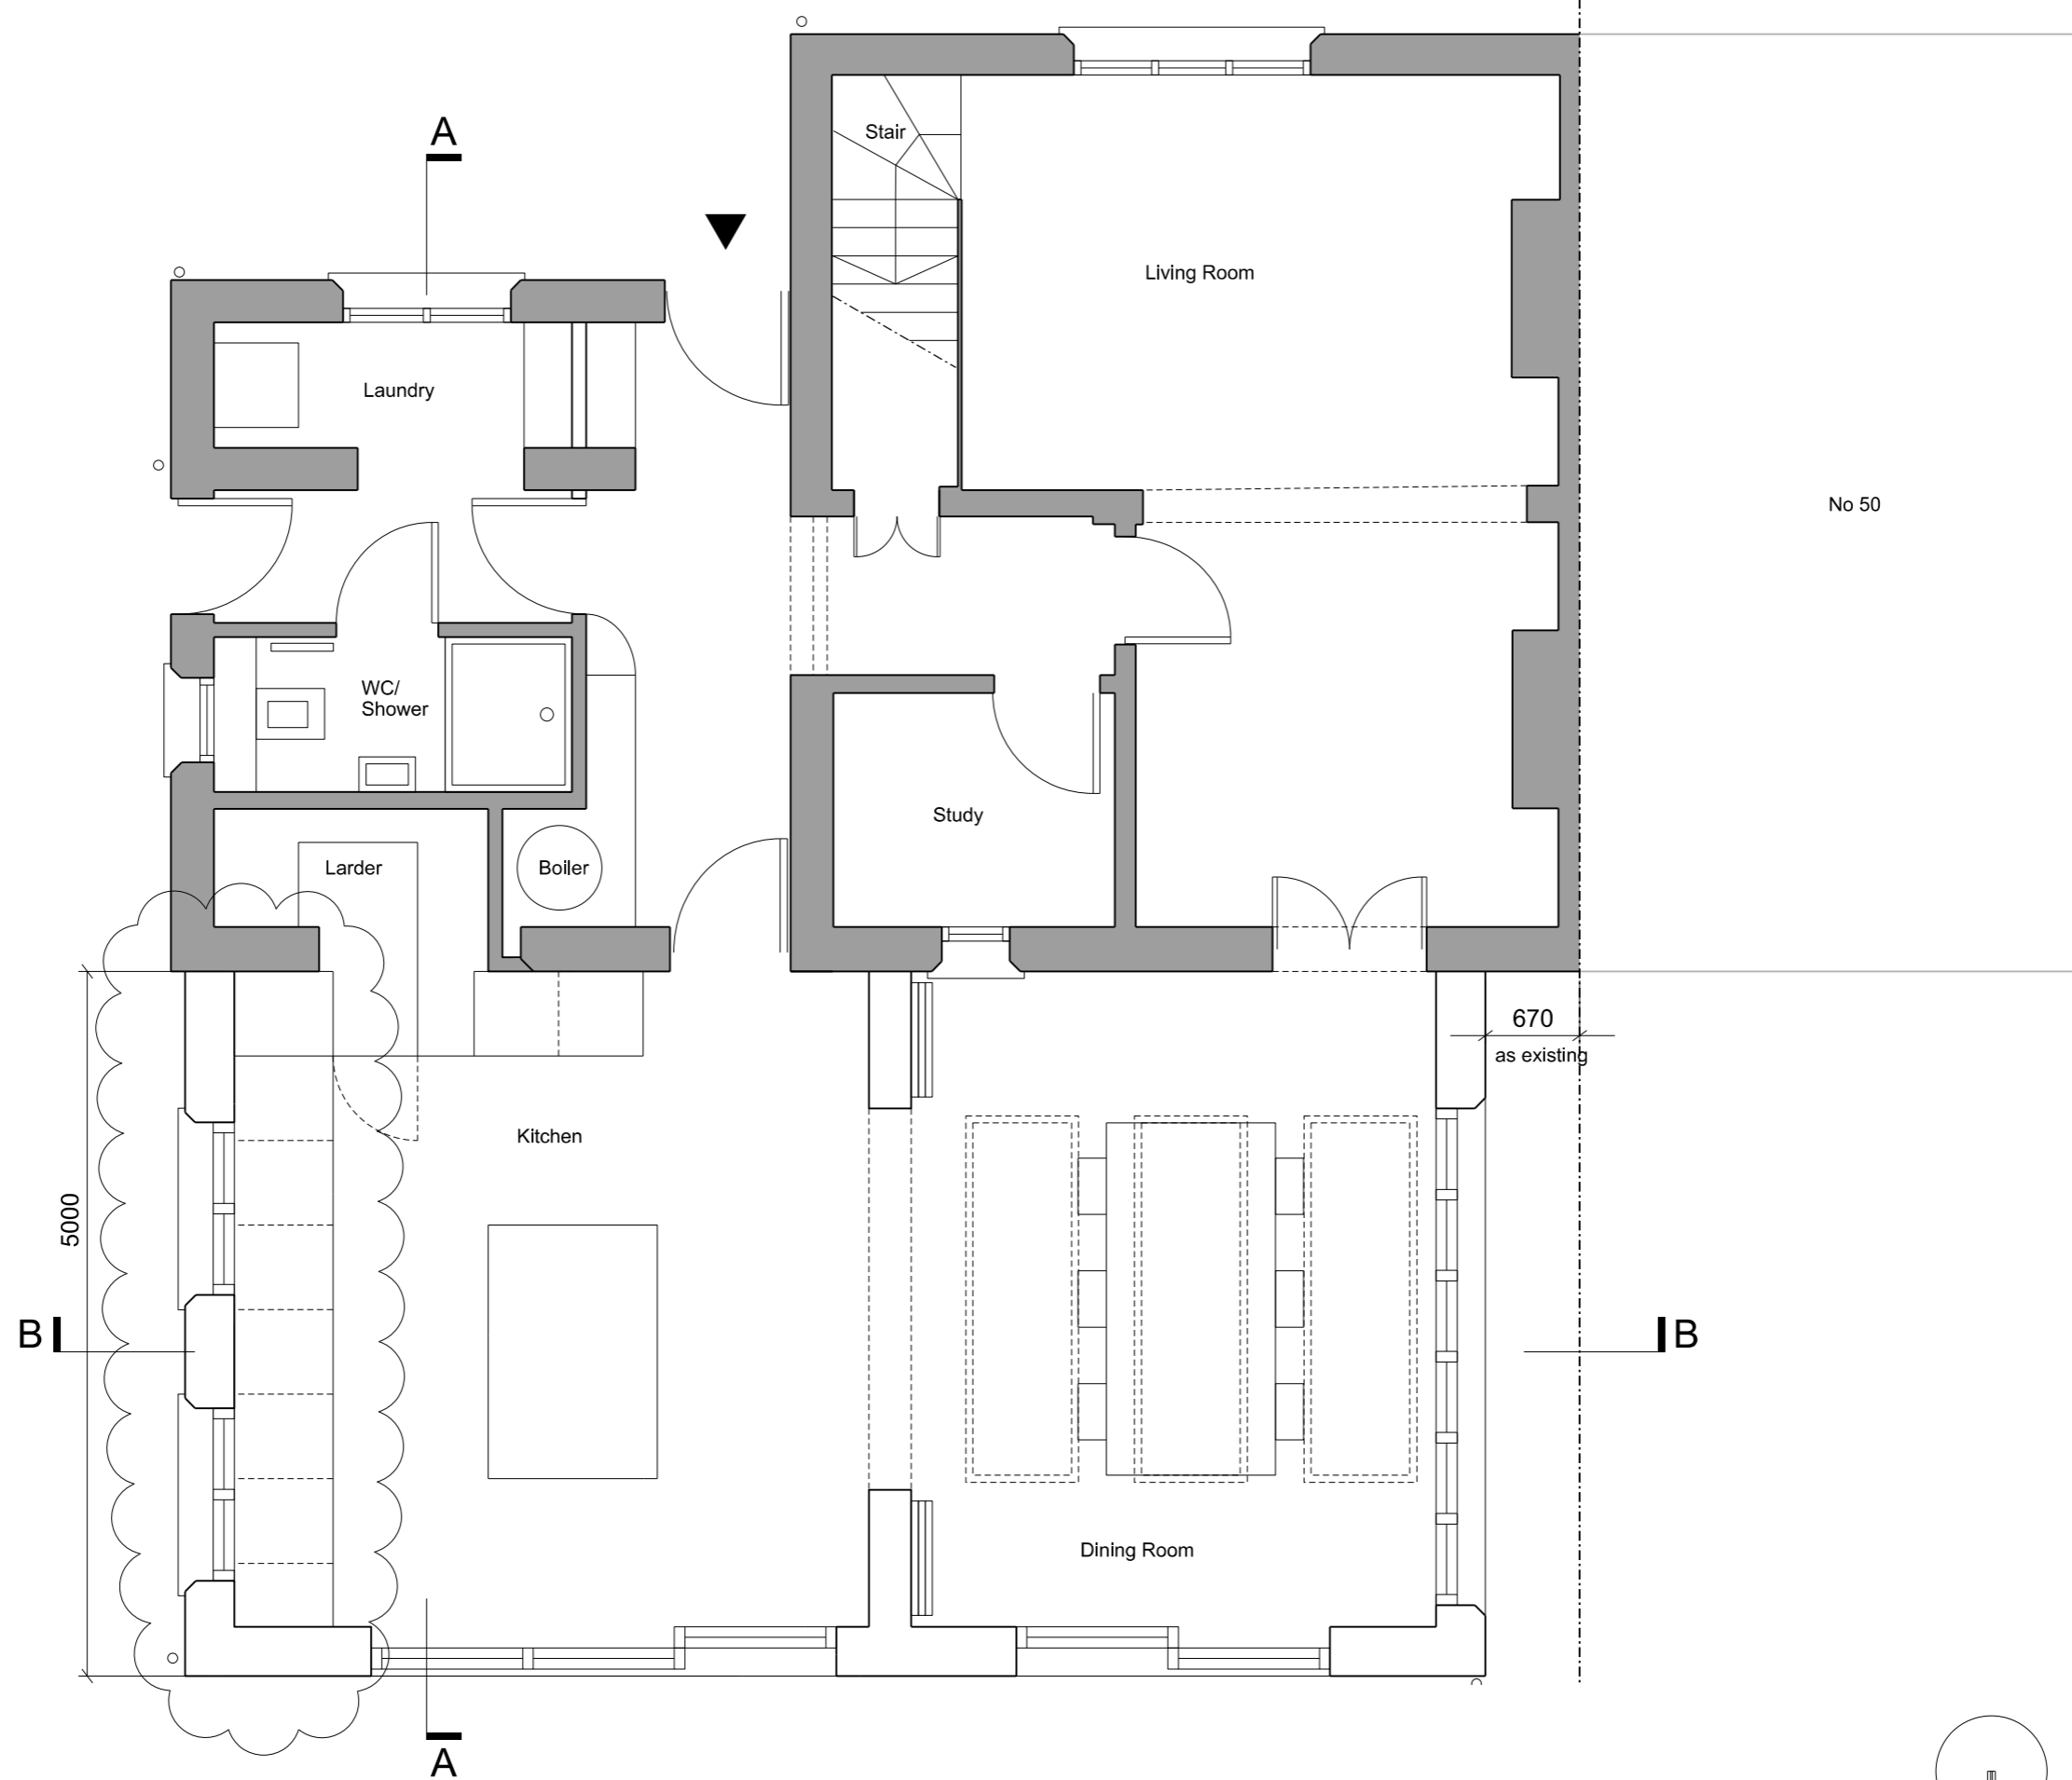 A
Stair
Living Room
Laundry
No 50
WC/
Shower
Study
Larder
Boiler
670
as existing
Kitchen
5000
B
B
Dining Room
A